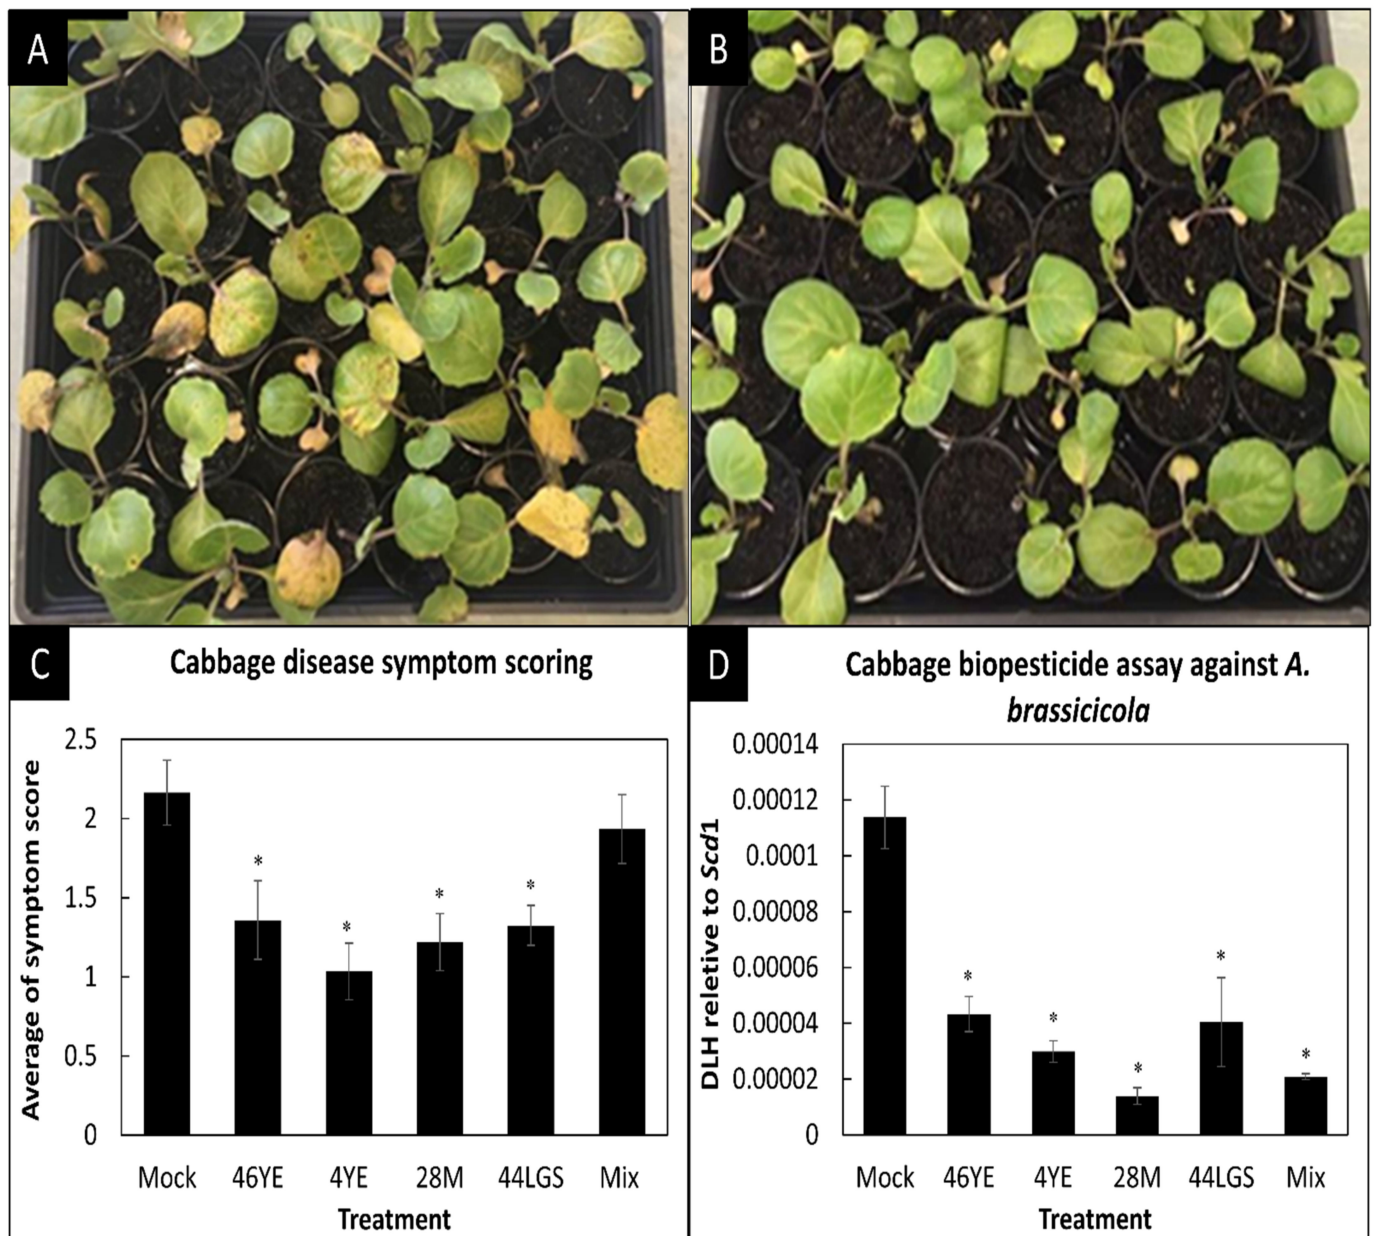 A
B
C
Cabbage disease symptom scoring
2.5
2
1.5
1
0.5
0
Average of symptom score
*
*
*
*
Mock 46YE 4YE 28M 44LGS Mix
Treatment
D
Cabbage biopesticide assay against A.
brassicicola
0.00014
0.00012
0.0001
0.00008
0.00006
0.00004
0.00002
0
DLH reletive to Scd1
*
*
*
*
*
Mock 46YE 4YE 28M 44LGS Mix
Treatment